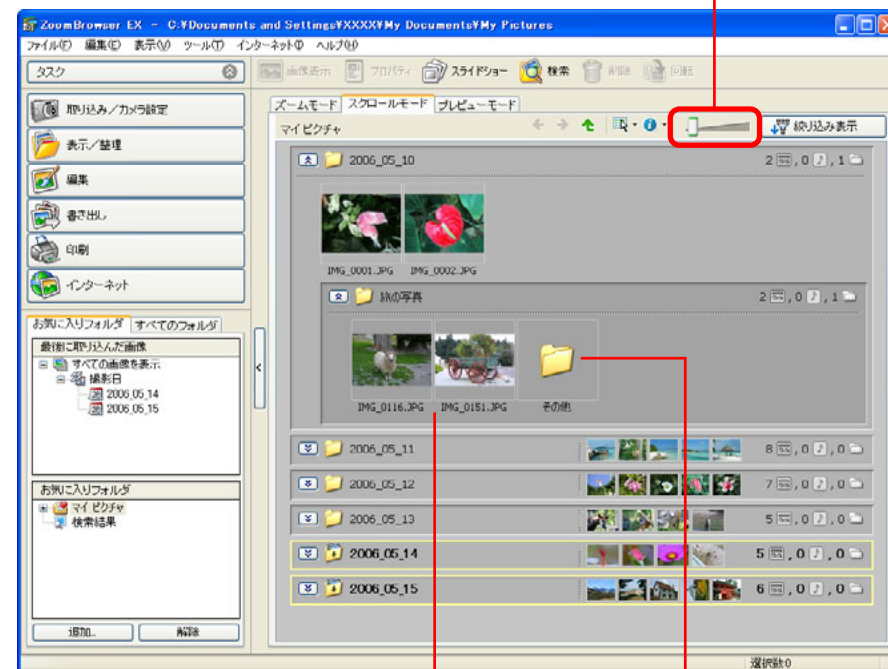 ZoomBrowser EX - C:¥Documents and Settings¥XXXX¥My Documents¥My Pictures
ファイル(F) 編集(E) 表示(V) ツール(T) インターネット(I) ヘルプ(H)
タスク
画像表示 プロパティ スライドショー 検索 削除 回転
取り込み/カメラ設定
表示/整理
編集
書き出し
印刷
インターネット
ズームモード スクロールモード プレビューモード
マイ ピクチャ
絞り込み表示
2006_05_10 2 , 0 , 1
IMG_0001.JPG IMG_0002.JPG
旅の写真 2 , 0 , 1
IMG_0116.JPG IMG_0151.JPG その他
2006_05_11 8 , 0 , 0
2006_05_12 7 , 0 , 0
2006_05_13 5 , 0 , 0
2006_05_14 5 , 0 , 0
2006_05_15 6 , 0 , 0
お気に入りフォルダ すべてのフォルダ
最後に取り込んだ画像
すべての画像を表示
撮影日
2006_05_14
2006_05_15
お気に入りフォルダ
マイ ピクチャ
検索結果
追加... 解除
選択数:0